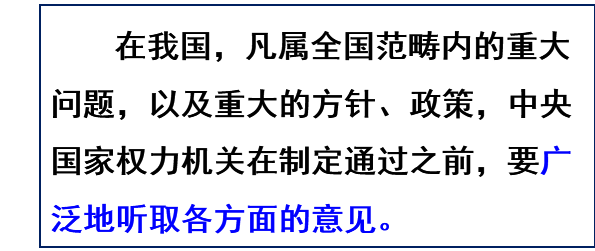 在我国，凡属全国范畴内的重大
问题，以及重大的方针、政策，中央
国家权力机关在制定通过之前，要广
泛地听取各方面的意见。